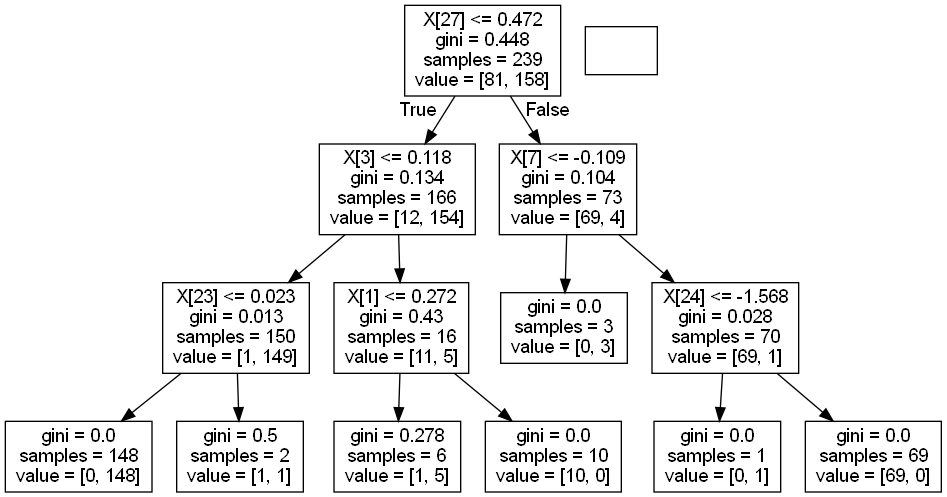 X[27] <= 0.472
gini = 0.448
samples = 239
value = [81, 158]
True
False
X[3] <= 0.118
gini = 0.134
samples = 166
value = [12, 154]
X[7] <= -0.109
gini = 0.104
samples = 73
value = [69, 4]
X[23] <= 0.023
gini = 0.013
samples = 150
value = [1, 149]
X[1] <= 0.272
gini = 0.43
samples = 16
value = [11, 5]
gini = 0.0
samples = 3
value = [0, 3]
X[24] <= -1.568
gini = 0.028
samples = 70
value = [69, 1]
gini = 0.0
samples = 148
value = [0, 148]
gini = 0.5
samples = 2
value = [1, 1]
gini = 0.278
samples = 6
value = [1, 5]
gini = 0.0
samples = 10
value = [10, 0]
gini = 0.0
samples = 1
value = [0, 1]
gini = 0.0
samples = 69
value = [69, 0]